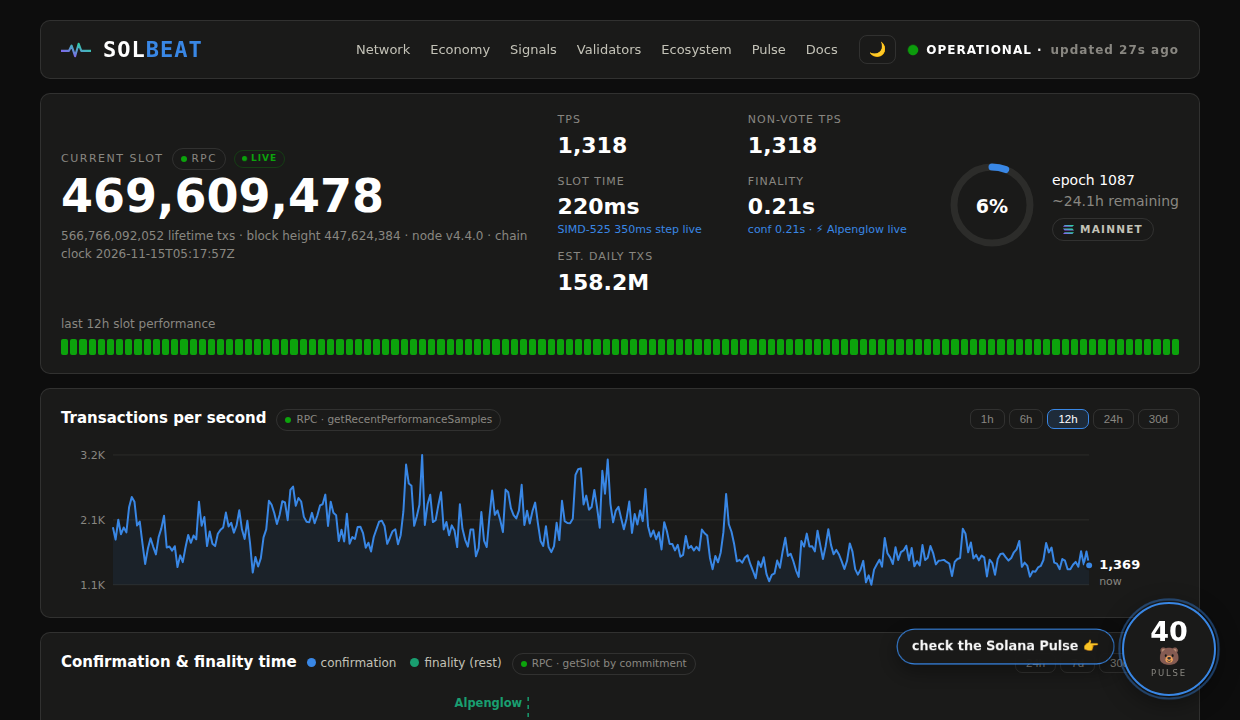 SOLBEAT
Network Economy Signals Validators Ecosystem Pulse Docs 🌙 OPERATIONAL · updated 27s ago
CURRENT SLOT RPC LIVE
469,609,478
566,766,092,052 lifetime txs · block height 447,624,384 · node v4.4.0 · chain
clock 2026-11-15T05:17:57Z
TPS
1,318
NON-VOTE TPS
1,318
SLOT TIME
220ms
SIMD-525 350ms step live
FINALITY
0.21s
conf 0.21s · ⚡ Alpenglow live
EST. DAILY TXS
158.2M
6%
epoch 1087
~24.1h remaining
MAINNET
last 12h slot performance
Transactions per second RPC · getRecentPerformanceSamples
1h 6h 12h 24h 30d
3.2K
2.1K
1.1K
1,369
now
Confirmation & finality time confirmation finality (rest) RPC · getSlot by commitment
24h 7d 30
check the Solana Pulse 👉
40
🐻
PULSE
Alpenglow